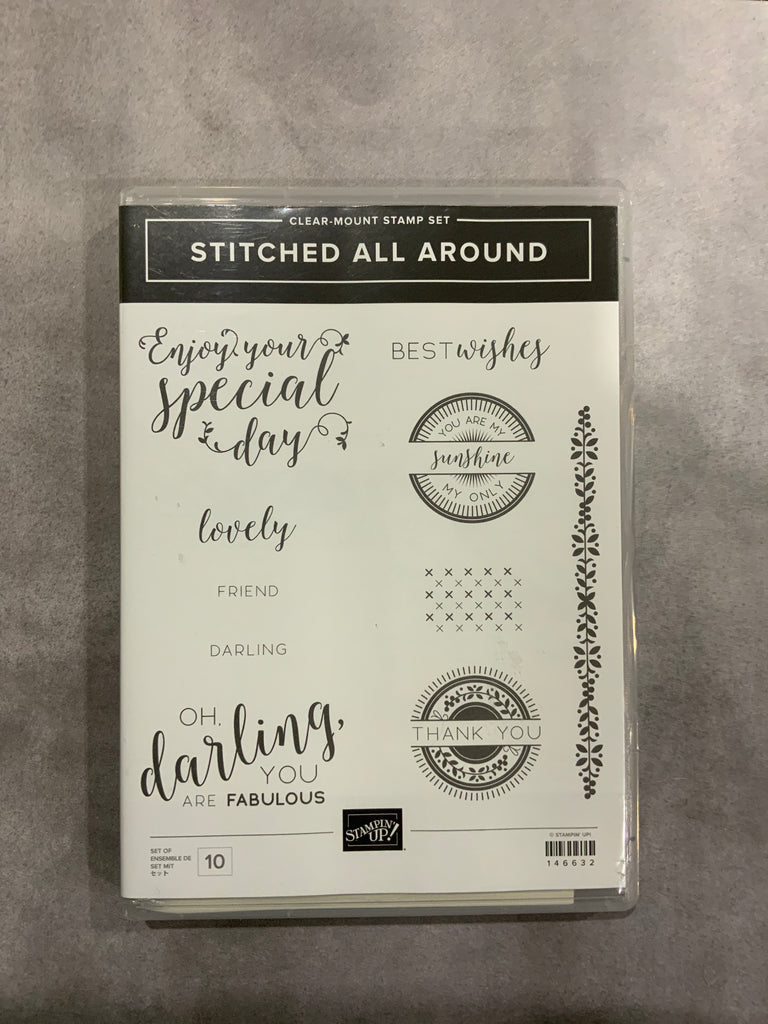 CLEAR-MOUNT STAMP SET
STITCHED ALL AROUND
Enjoy your
special
day
BEST wishes
YOU ARE MY
sunshine
MY ONLY
lovely
FRIEND
DARLING
OH,
darling,
YOU
ARE FABULOUS
THANK YOU
STAMPIN'
UP!
SET OF
ENSEMBLE DE
SET MIT
セット
10
© STAMPIN' UP!
146632